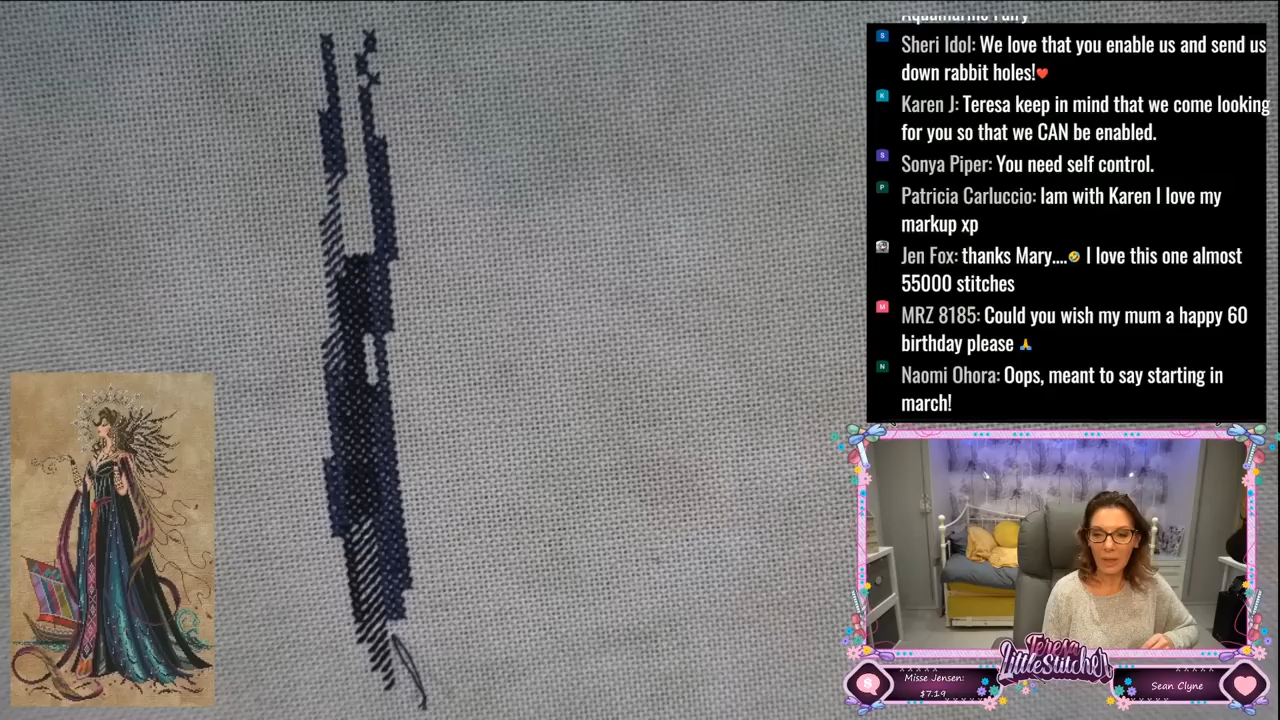 Aquamarine Fairy
Sheri Idol: We love that you enable us and send us
down rabbit holes!❤️
Karen J: Teresa keep in mind that we come looking
for you so that we CAN be enabled.
Sonya Piper: You need self control.
Patricia Carluccio: Iam with Karen I love my
markup xp
Jen Fox: thanks Mary....🤣 I love this one almost
55000 stitches
MRZ 8185: Could you wish my mum a happy 60
birthday please 🙏
Naomi Ohora: Oops, meant to say starting in
march!
Teresa
LittleStitcher
Misse Jensen:
$7.19
Sean Clyne